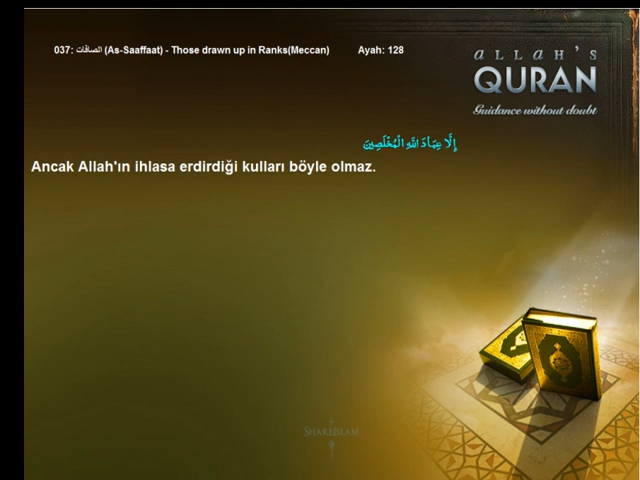 037: الصافات (As-Saaffaat) - Those drawn up in Ranks(Meccan) Ayah: 128
ALLAH'S
QURAN
Guidance without doubt
إِلَّا عِبَادَ اللَّهِ الْمُخْلَصِينَ
Ancak Allah'ın ihlasa erdirdiği kulları böyle olmaz.
SHAREISLAM